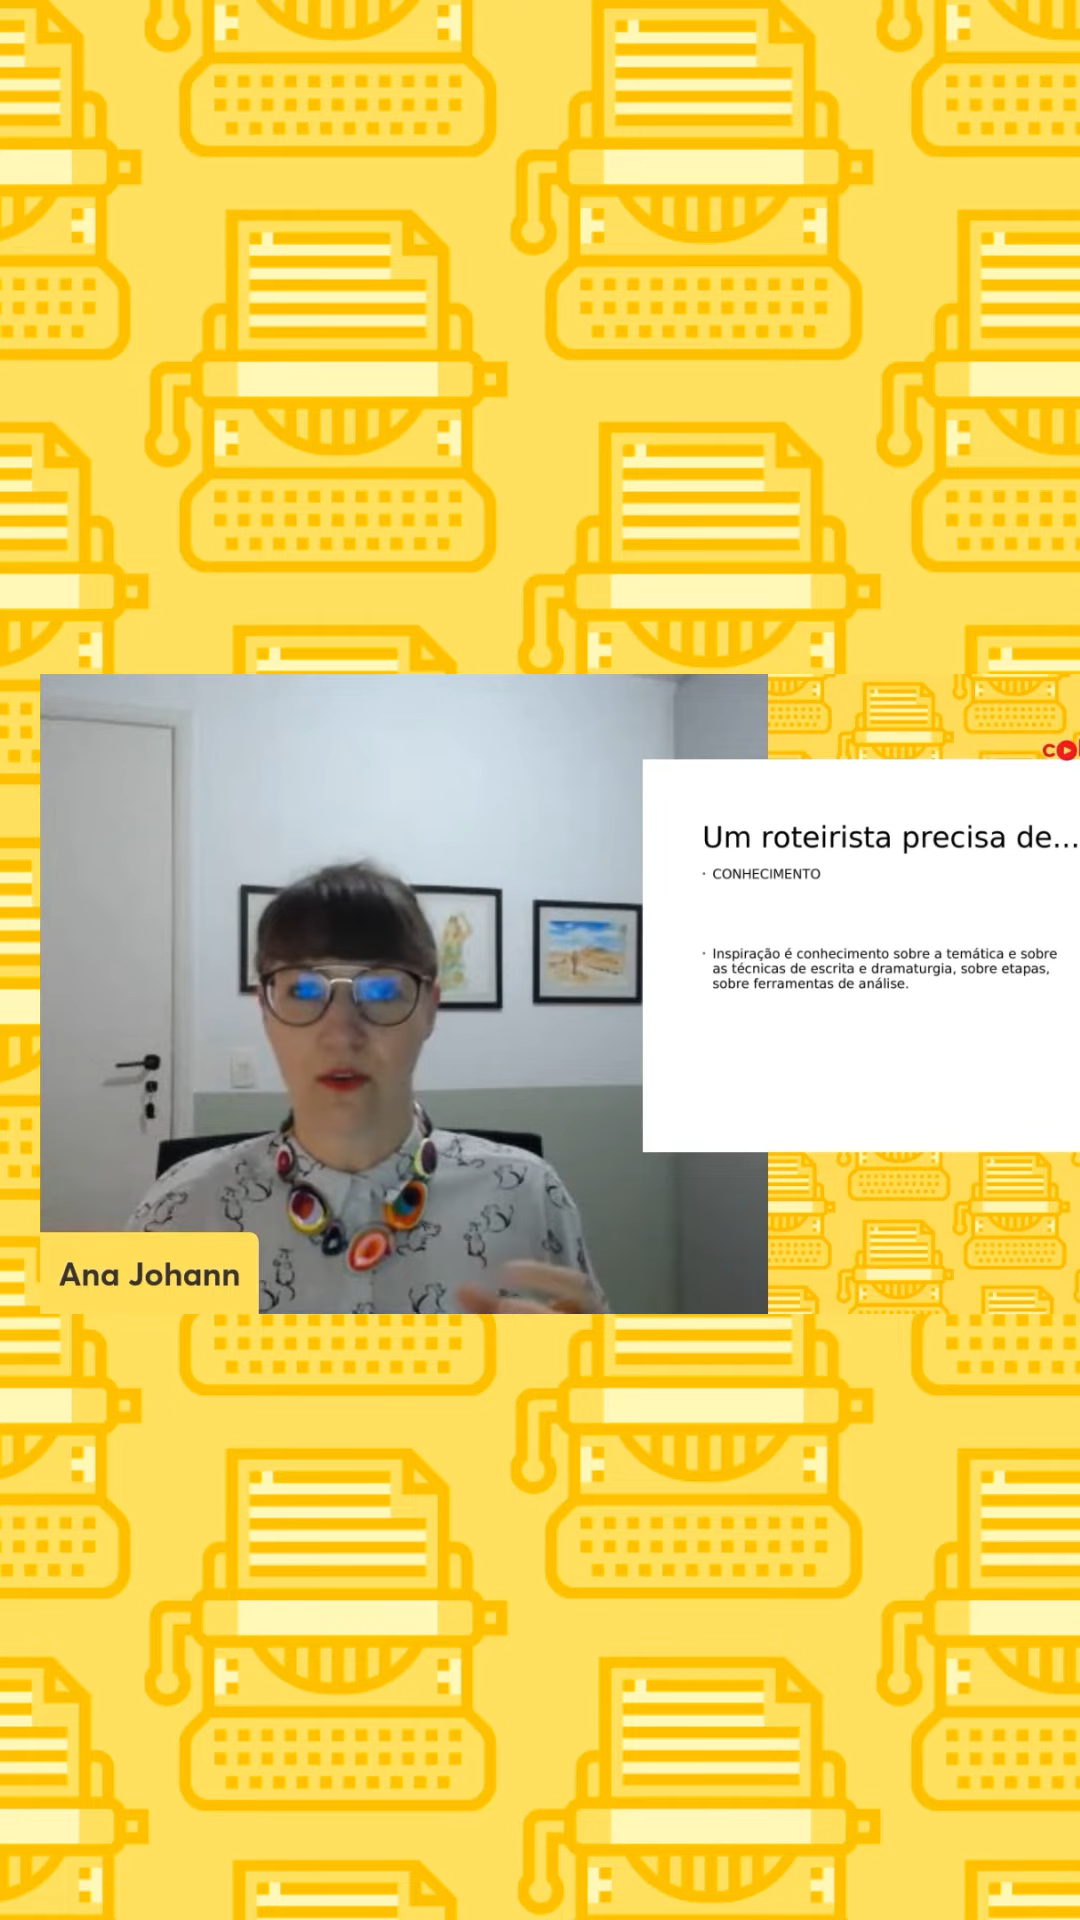 Um roteirista precisa de...
· CONHECIMENTO
· Inspiração é conhecimento sobre a temática e sobre
as técnicas de escrita e dramaturgia, sobre etapas,
sobre ferramentas de análise.
Ana Johann